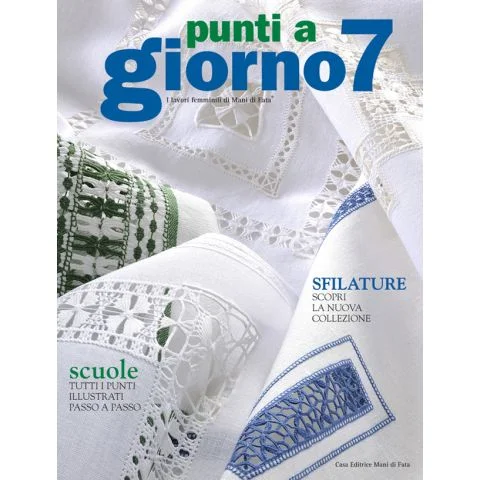 punti a
giorno 7
I lavori femminili di Mani di Fata®
SFILATURE
SCOPRI
LA NUOVA
COLLEZIONE
scuole
TUTTI I PUNTI
ILLUSTRATI
PASSO A PASSO
Casa Editrice Mani di Fata